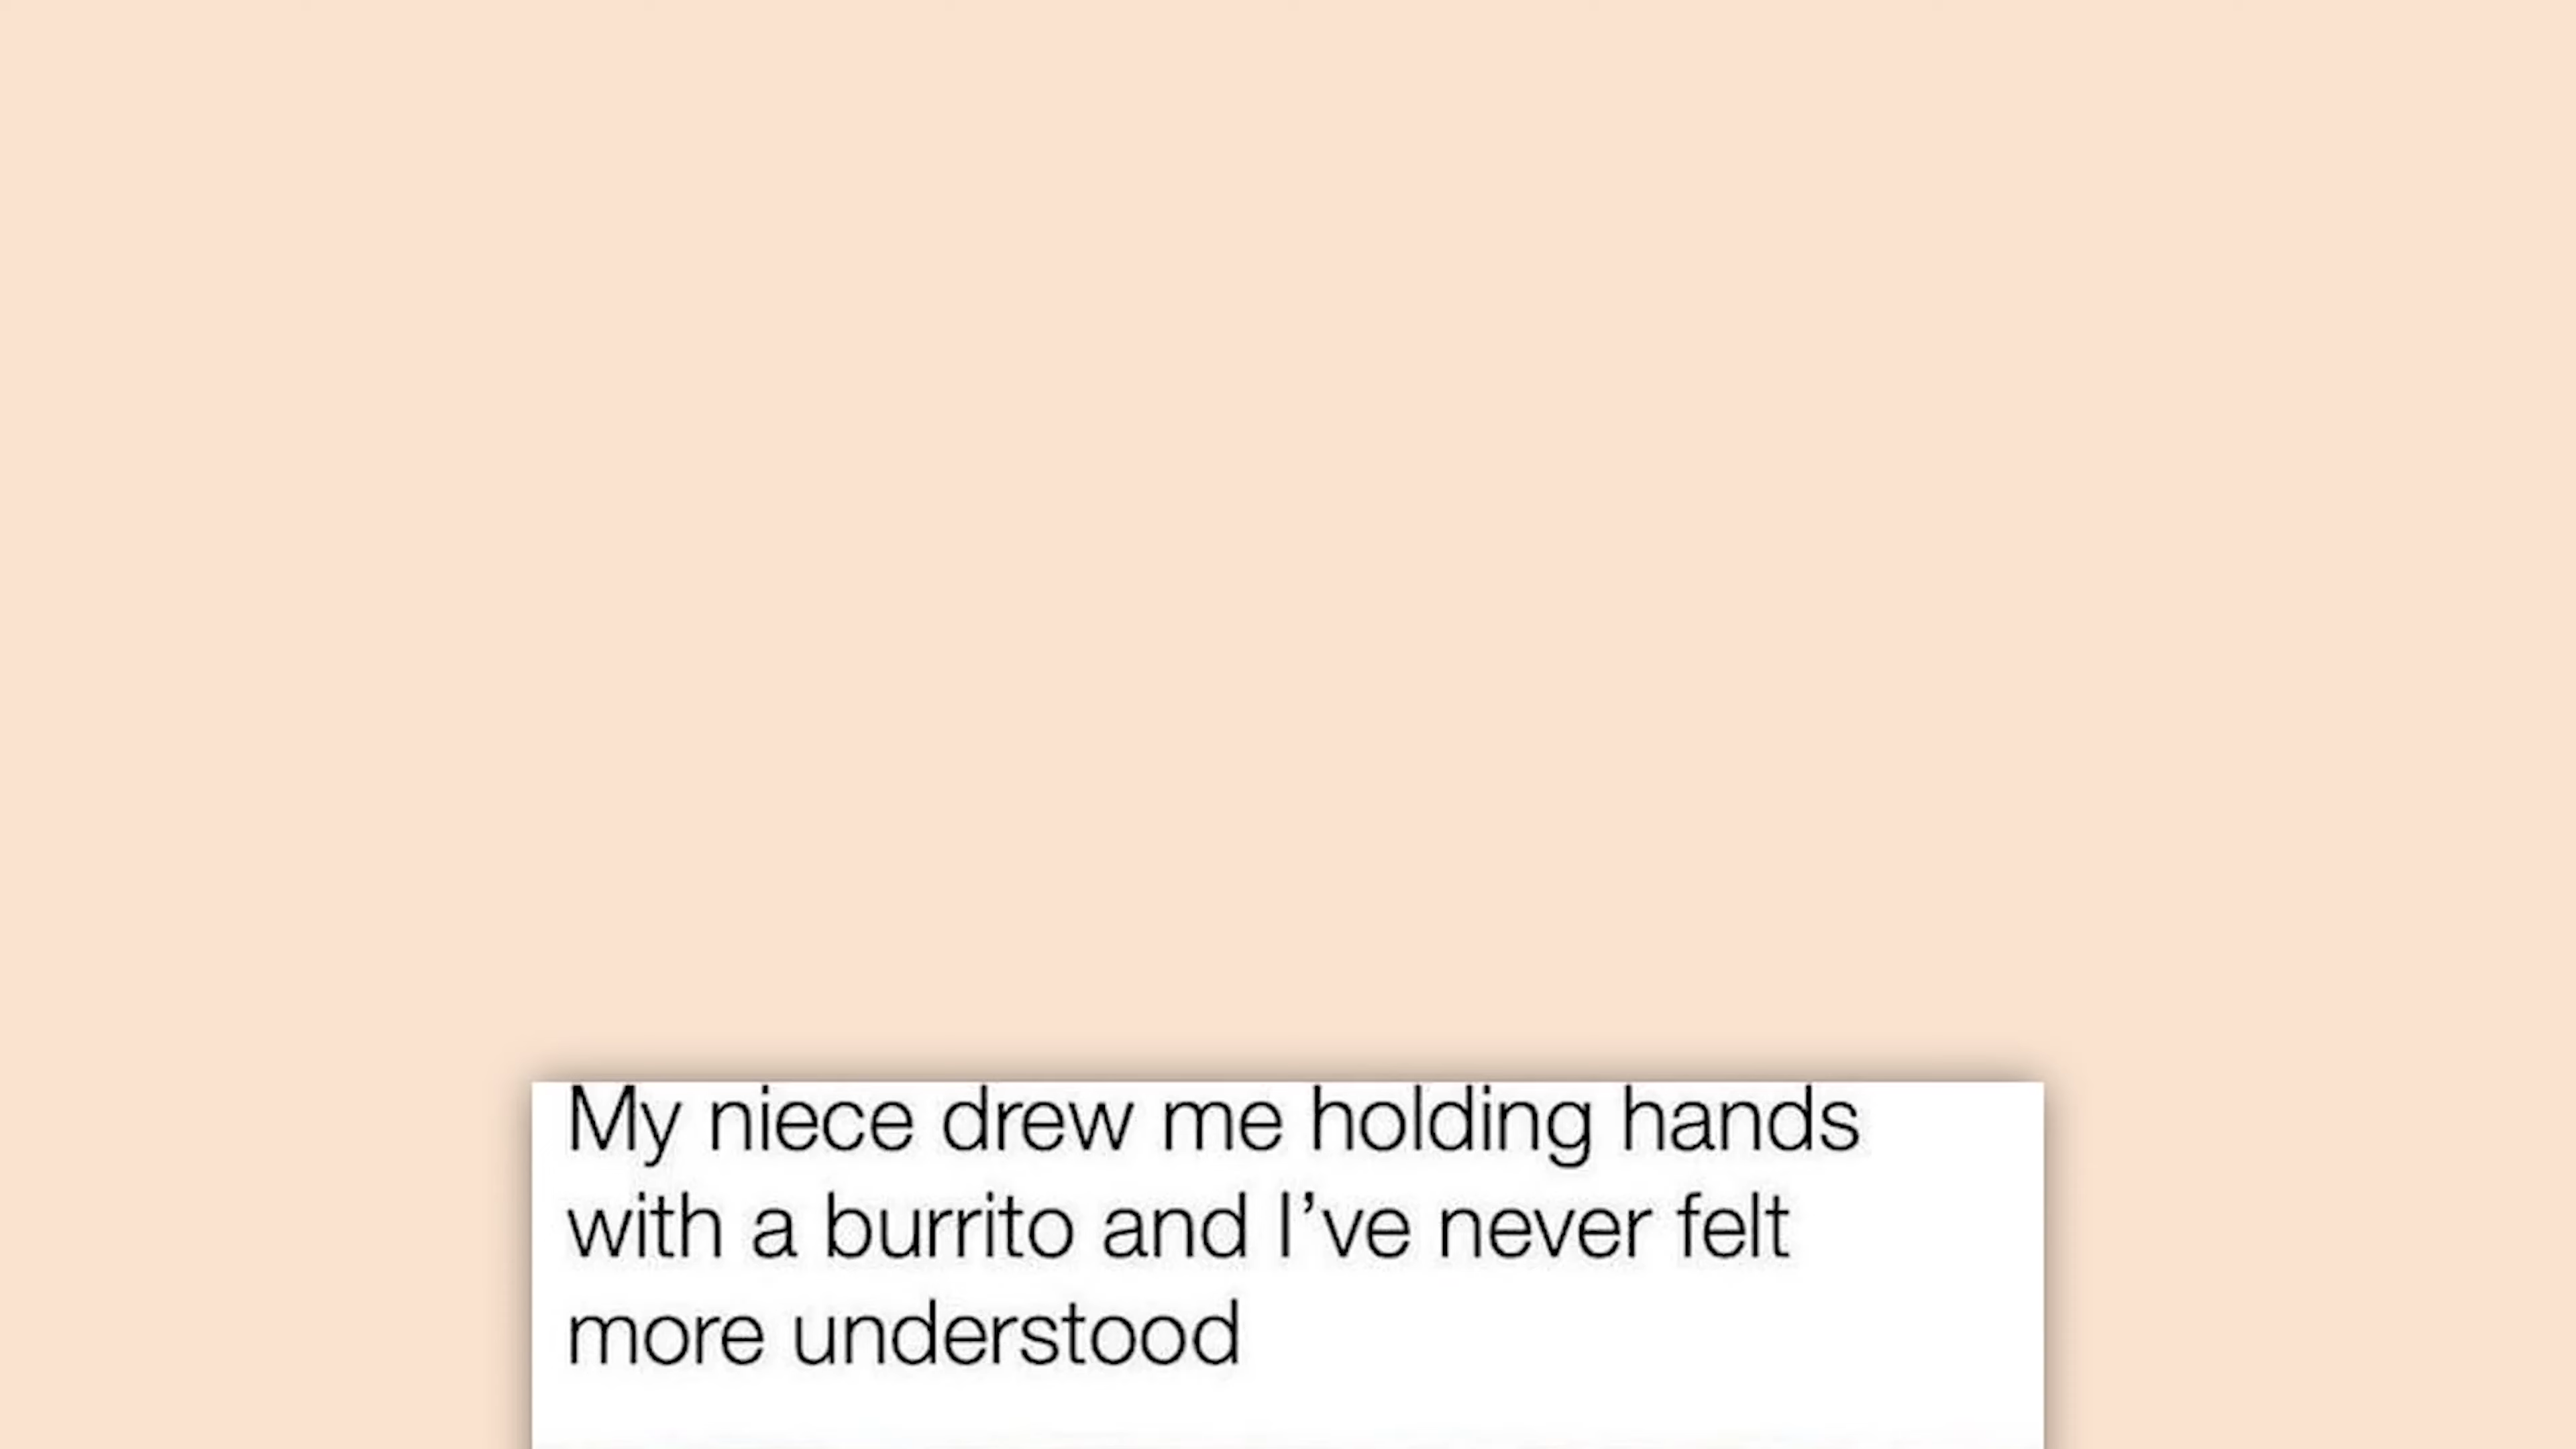 My niece drew me holding hands
with a burrito and I’ve never felt
more understood